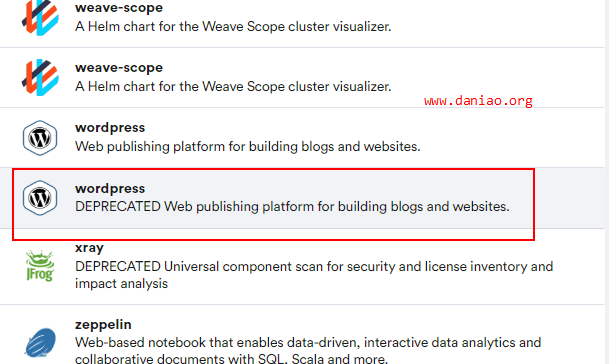 weave-scope
A Helm chart for the Weave Scope cluster visualizer.
weave-scope
A Helm chart for the Weave Scope cluster visualizer.
www.daniao.org
wordpress
Web publishing platform for building blogs and websites.
wordpress
DEPRECATED Web publishing platform for building blogs and websites.
xray
JFrog
DEPRECATED Universal component scan for security and license inventory and
impact analysis
zeppelin
Web-based notebook that enables data-driven, interactive data analytics and
collaborative documents with SQL, Scala and more.